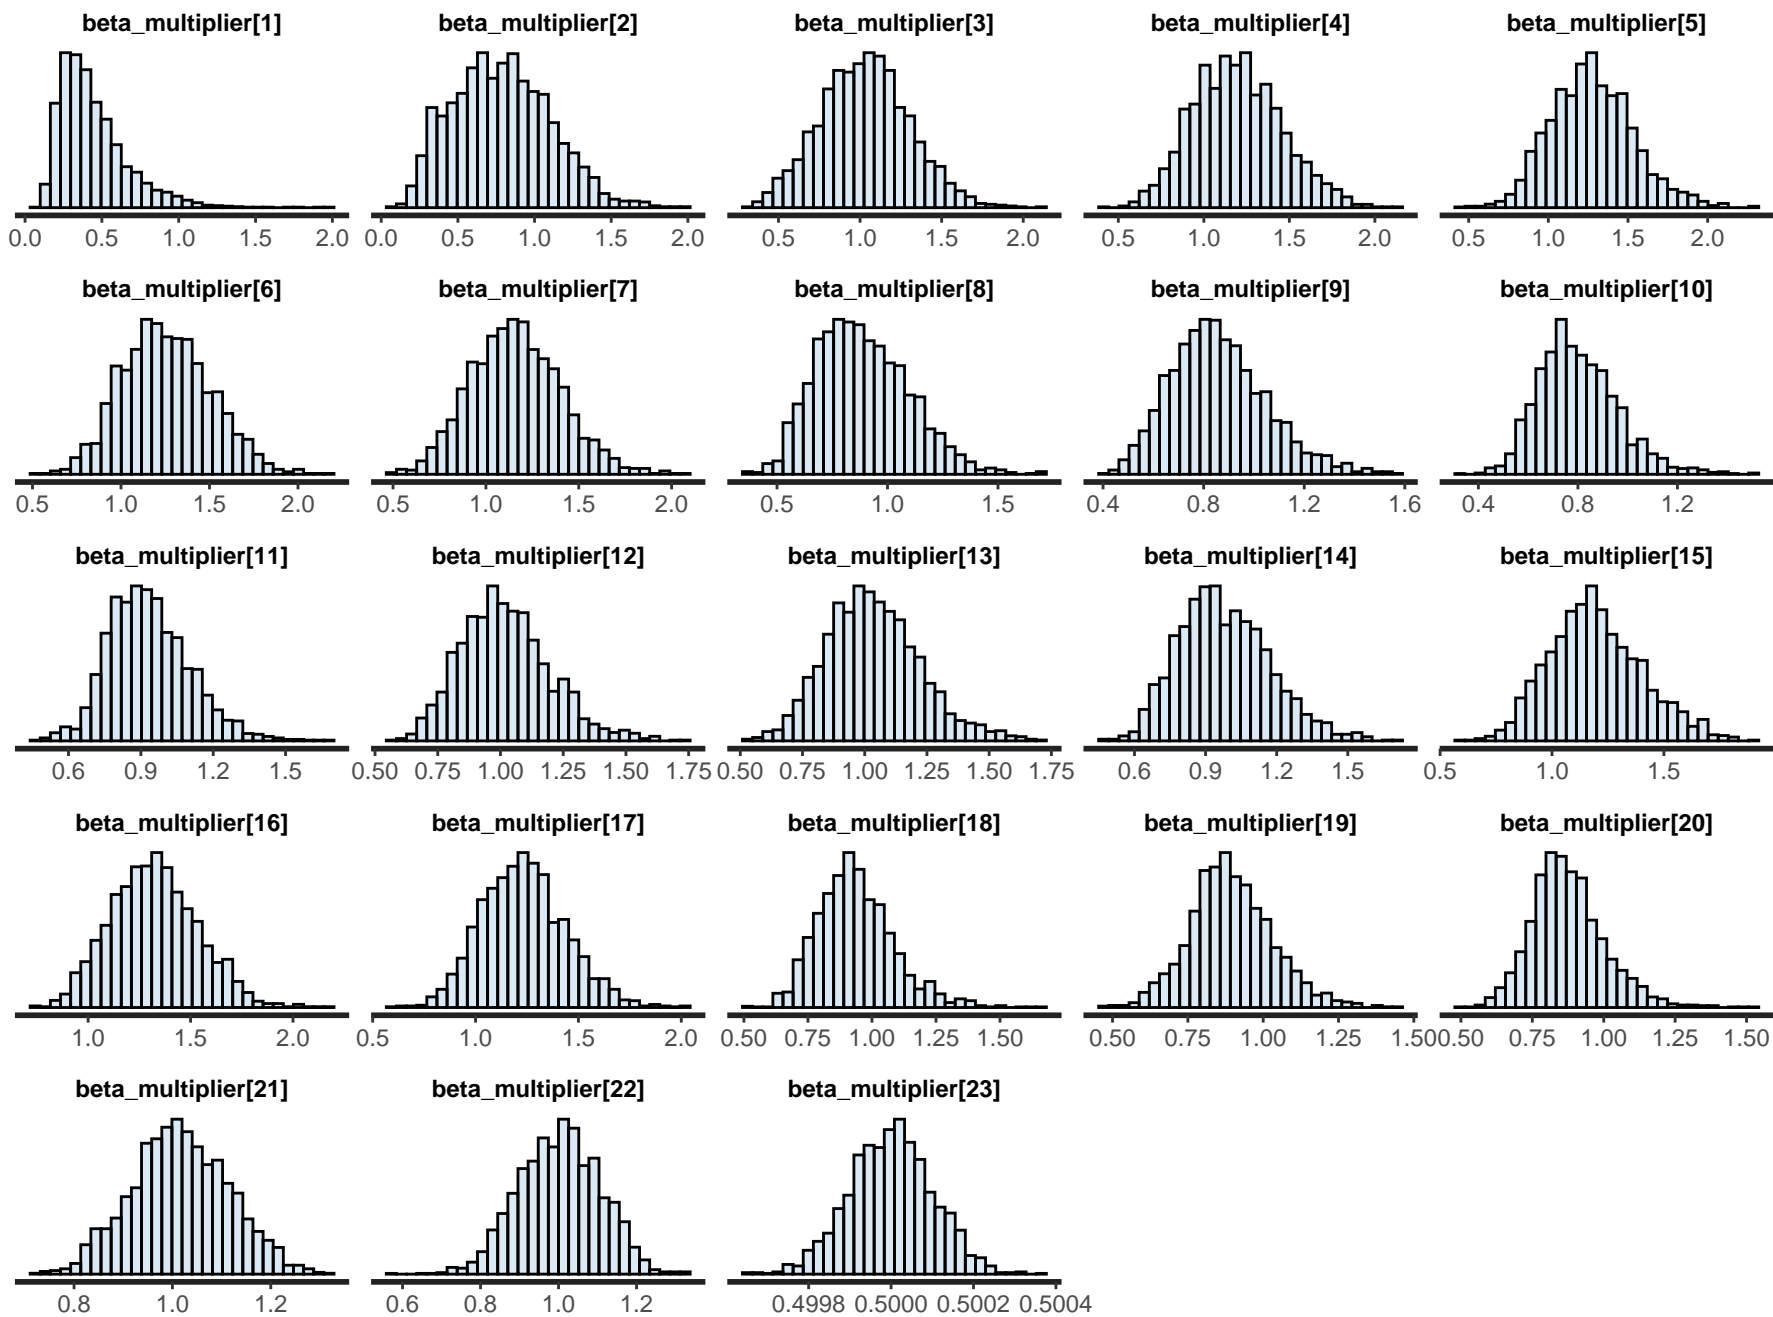 beta_multiplier[1] beta_multiplier[2] beta_multiplier[3] beta_multiplier[4] beta_multiplier[5]
0.0 0.5 1.0 1.5 2.0 0.0 0.5 1.0 1.5 2.0 0.5 1.0 1.5 2.0 0.5 1.0 1.5 2.0 0.5 1.0 1.5 2.0
beta_multiplier[6] beta_multiplier[7] beta_multiplier[8] beta_multiplier[9] beta_multiplier[10]
0.5 1.0 1.5 2.0 0.5 1.0 1.5 2.0 0.5 1.0 1.5 0.4 0.8 1.2 1.6 0.4 0.8 1.2
beta_multiplier[11] beta_multiplier[12] beta_multiplier[13] beta_multiplier[14] beta_multiplier[15]
0.6 0.9 1.2 1.5 0.50 0.75 1.00 1.25 1.50 1.75 0.50 0.75 1.00 1.25 1.50 1.75 0.6 0.9 1.2 1.5 0.5 1.0 1.5
beta_multiplier[16] beta_multiplier[17] beta_multiplier[18] beta_multiplier[19] beta_multiplier[20]
1.0 1.5 2.0 0.5 1.0 1.5 2.0 0.50 0.75 1.00 1.25 1.50 0.50 0.75 1.00 1.25 1.50 0.50 0.75 1.00 1.25 1.50
beta_multiplier[21] beta_multiplier[22] beta_multiplier[23]
0.8 1.0 1.2 0.6 0.8 1.0 1.2 0.4998 0.5000 0.5002 0.5004